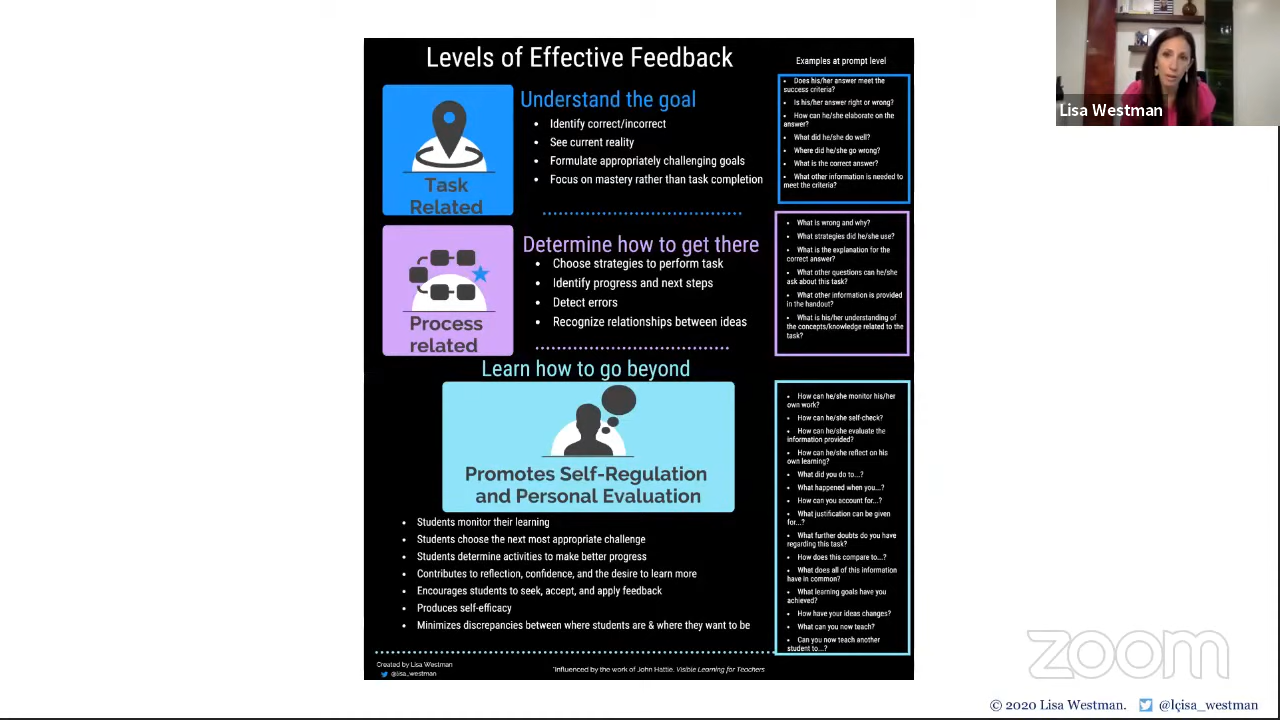 Levels of Effective Feedback
Understand the goal
Task
Related
• Identify correct/incorrect
• See current reality
• Formulate appropriately challenging goals
• Focus on mastery rather than task completion
Determine how to get there
Process
related
• Choose strategies to perform task
• Identify progress and next steps
• Detect errors
• Recognize relationships between ideas
Learn how to go beyond
Promotes Self-Regulation
and Personal Evaluation
• Students monitor their learning
• Students choose the next most appropriate challenge
• Students determine activities to make better progress
• Contributes to reflection, confidence, and the desire to learn more
• Encourages students to seek, accept, and apply feedback
• Produces self-efficacy
• Minimizes discrepancies between where students are & where they want to be
Created by Lisa Westman
@lisa_westman
*Influenced by the work of John Hattie, Visible Learning for Teachers
Examples at prompt level
• Does his/her answer meet the
success criteria?
• Is his/her answer right or wrong?
• How can he/she elaborate on the
answer?
• What did he/she do well?
• Where did he/she go wrong?
• What is the correct answer?
• What other information is needed to
meet the criteria?
• What is wrong and why?
• What strategies did he/she use?
• What is the explanation for the
correct answer?
• What other questions can he/she
ask about this task?
• What other information is provided
in the handout?
• What is his/her understanding of
the concepts/knowledge related to the
task?
• How can he/she monitor his/her
own work?
• How can he/she self-check?
• How can he/she evaluate the
information provided?
• How can he/she reflect on his
own learning?
• What did you do to...?
• What happened when you...?
• How can you account for...?
• What justification can be given
for...?
• What further doubts do you have
regarding this task?
• How does this compare to...?
• What does all of this information
have in common?
• What learning goals have you
achieved?
• How have your ideas changes?
• What can you now teach?
• Can you now teach another
student to...?
Lisa Westman
zoom
© 2020 Lisa Westman. @lçisa_westman